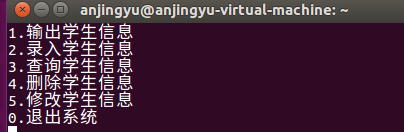 anjingyu@anjingyu-virtual-machine: ~
1.输出学生信息
2.录入学生信息
3.查询学生信息
4.删除学生信息
5.修改学生信息
0.退出系统